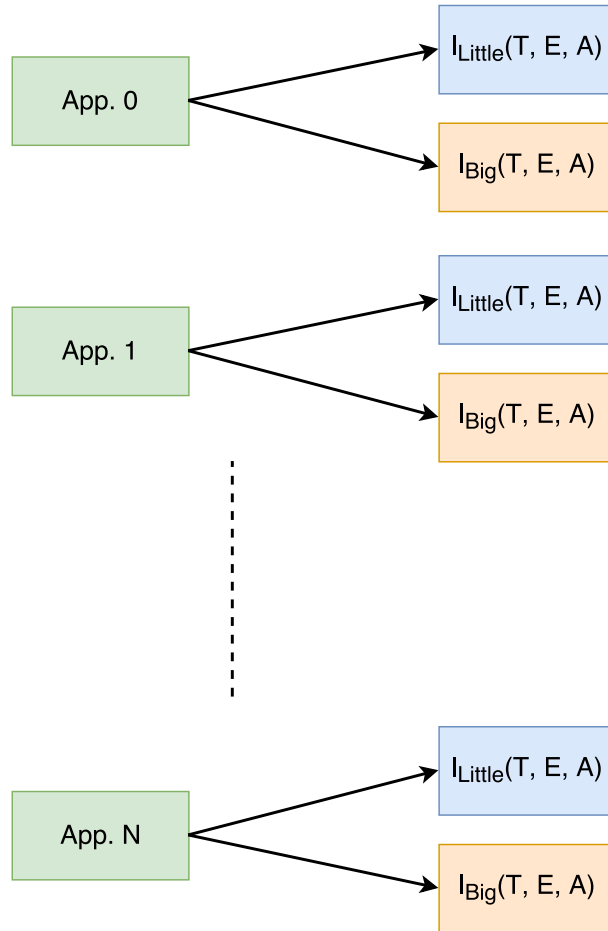 I_Little(T, E, A)
App. 0
I_Big(T, E, A)
I_Little(T, E, A)
App. 1
I_Big(T, E, A)
I_Little(T, E, A)
App. N
I_Big(T, E, A)